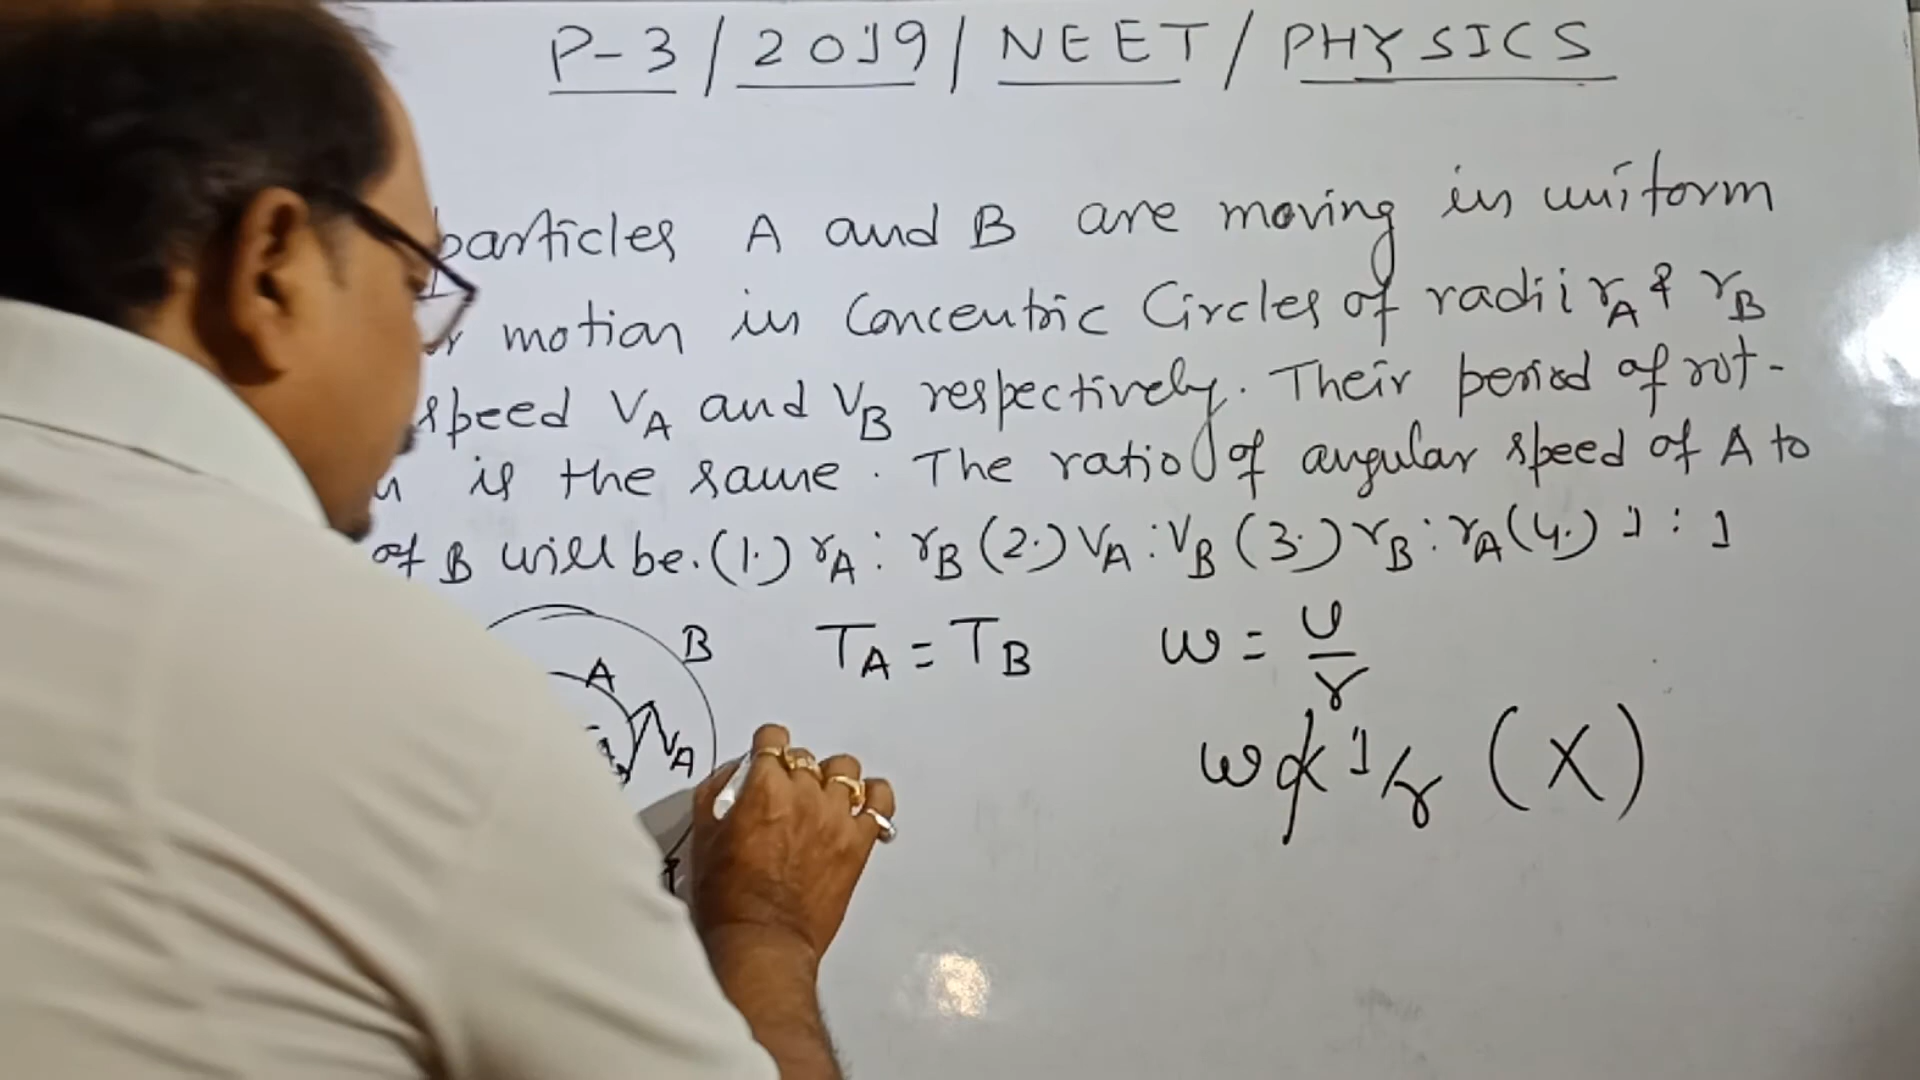 P-3 / 2019 / NEET / PHYSICS
particles A and B are moving in uniform
motion in Concentric Circles of radii rA & rB
speed VA and VB respectively. Their period of rot-
is the same. The ratio of angular speed of A to
of B will be. (1.) rA : rB (2.) VA : VB (3.) rB : rA (4.) 1 : 1
B
TA = TB
ω = v/r
A
VA
ω ∝̸ 1/r (X)